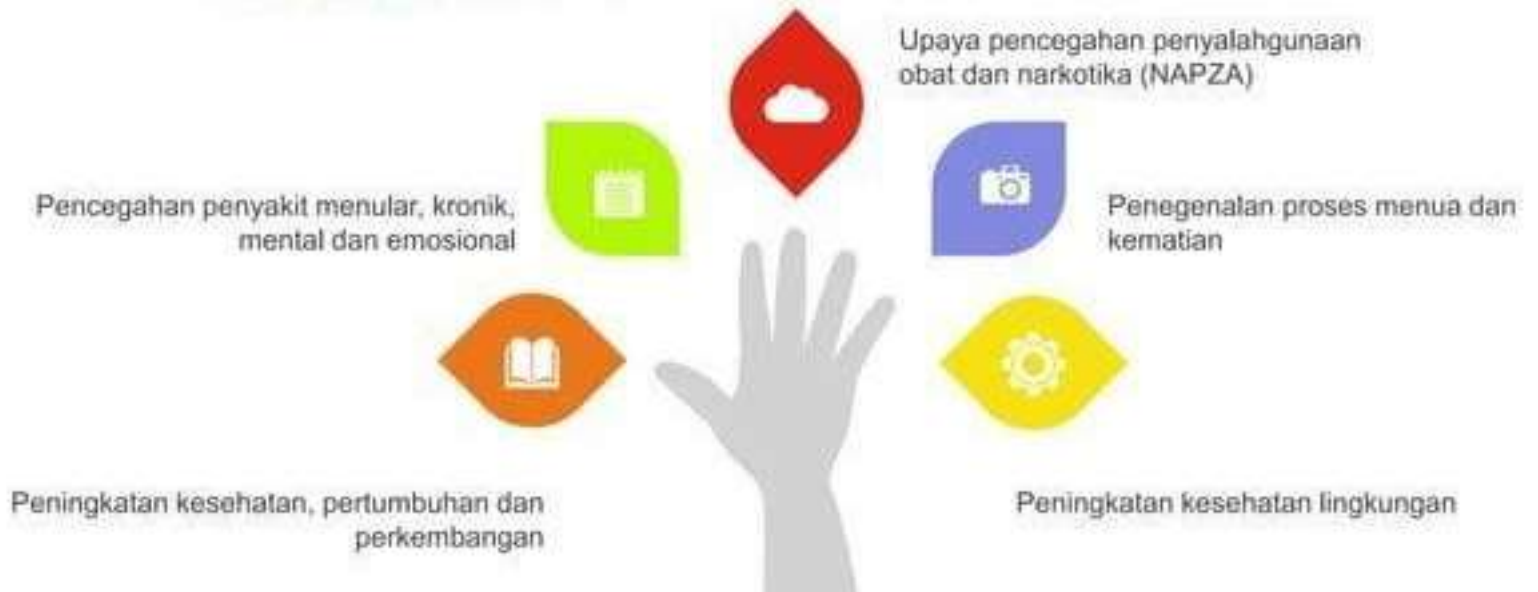 Upaya pencegahan penyalahgunaan
obat dan narkotika (NAPZA)
Pencegahan penyakit menular, kronik,
mental dan emosional
Penegenalan proses menua dan
kematian
Peningkatan kesehatan, pertumbuhan dan
perkembangan
Peningkatan kesehatan lingkungan